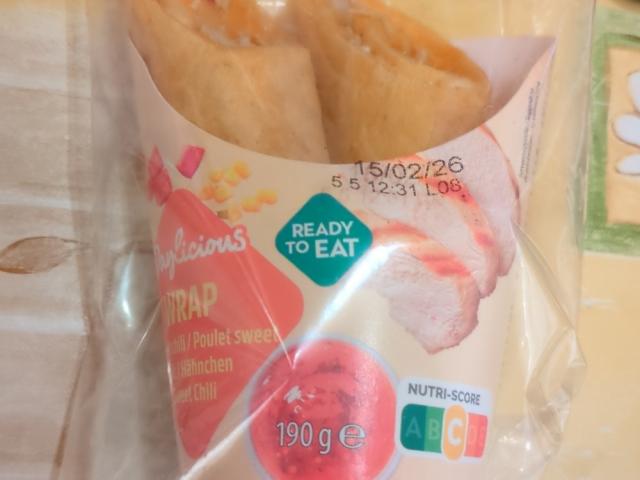 15/02/26
5 5 12:31 L08
READY
TO EAT
Daylicious
WRAP
chili / Poulet sweet
Hähnchen
sweet Chili
190 g e
NUTRI-SCORE
A B C D E